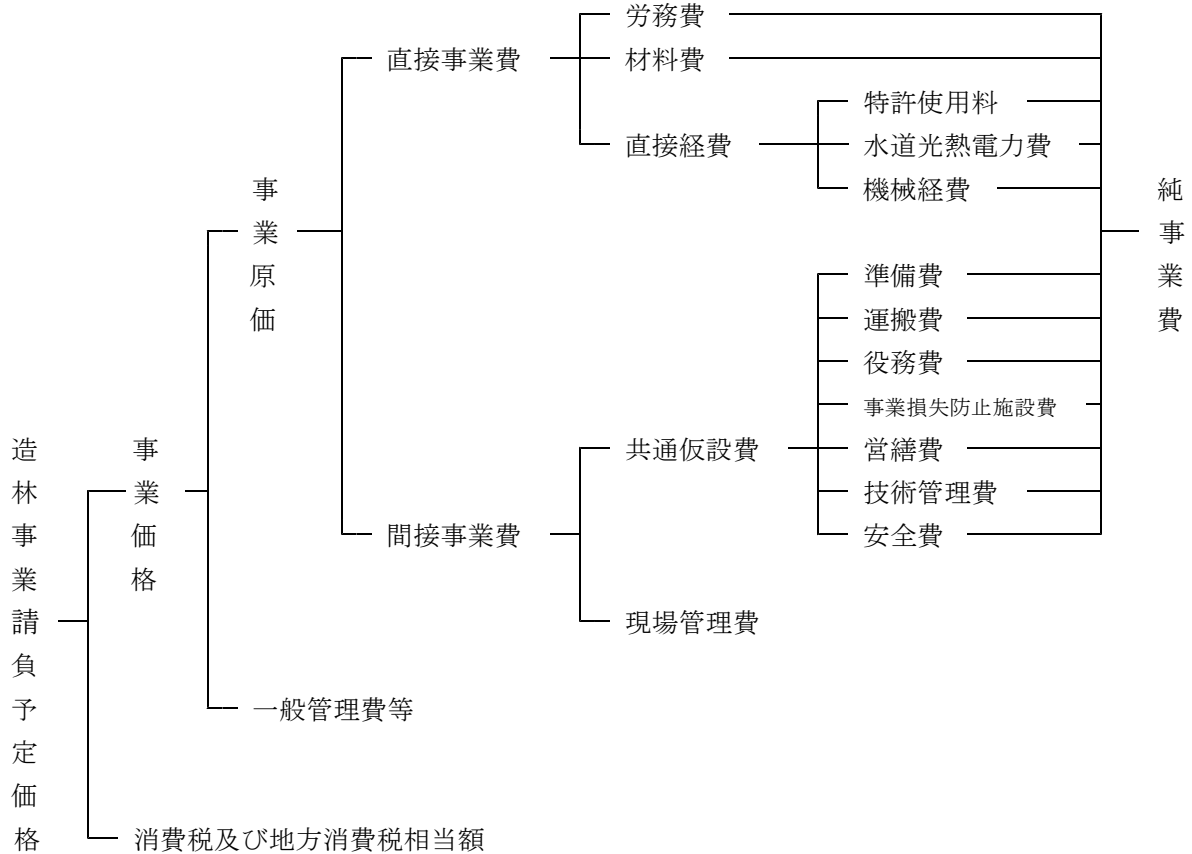 造林事業請負予定価格
事業価格
消費税及び地方消費税相当額
事業原価
一般管理費等
直接事業費
間接事業費
労務費
材料費
直接経費
特許使用料
水道光熱電力費
機械経費
共通仮設費
準備費
運搬費
役務費
事業損失防止施設費
営繕費
技術管理費
安全費
現場管理費
純事業費